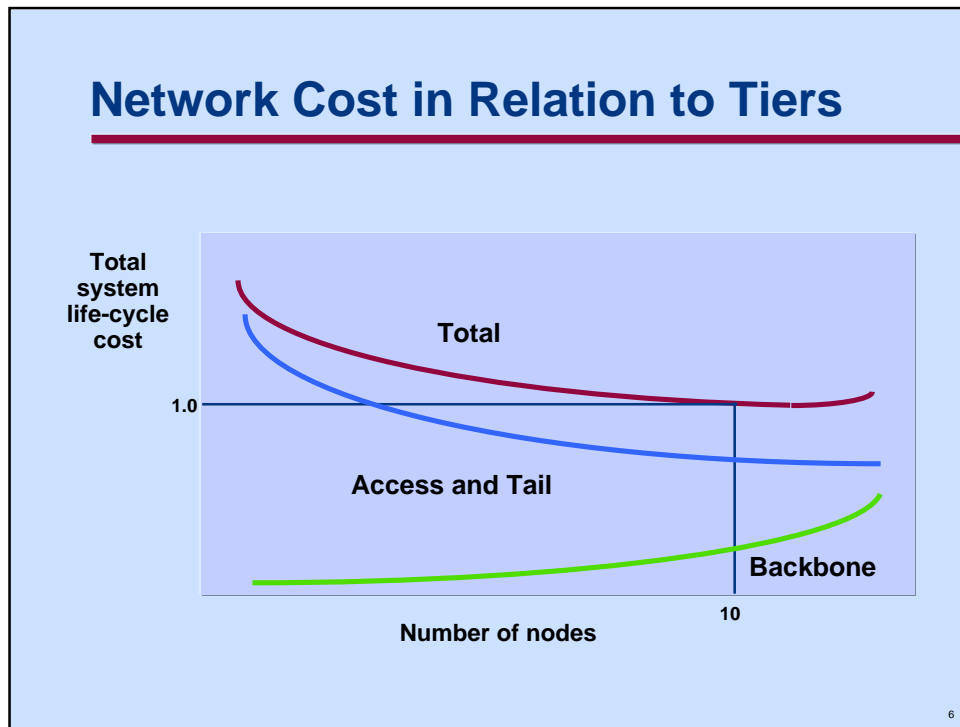 Network Cost in Relation to Tiers
Total
system
life-cycle
cost
Total
1.0
Access and Tail
Backbone
10
Number of nodes
6